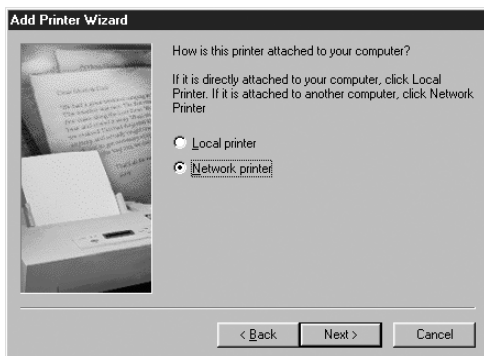 Add Printer Wizard
How is this printer attached to your computer?
If it is directly attached to your computer, click Local
Printer. If it is attached to another computer, click Network
Printer
Local printer
Network printer
< Back
Next >
Cancel